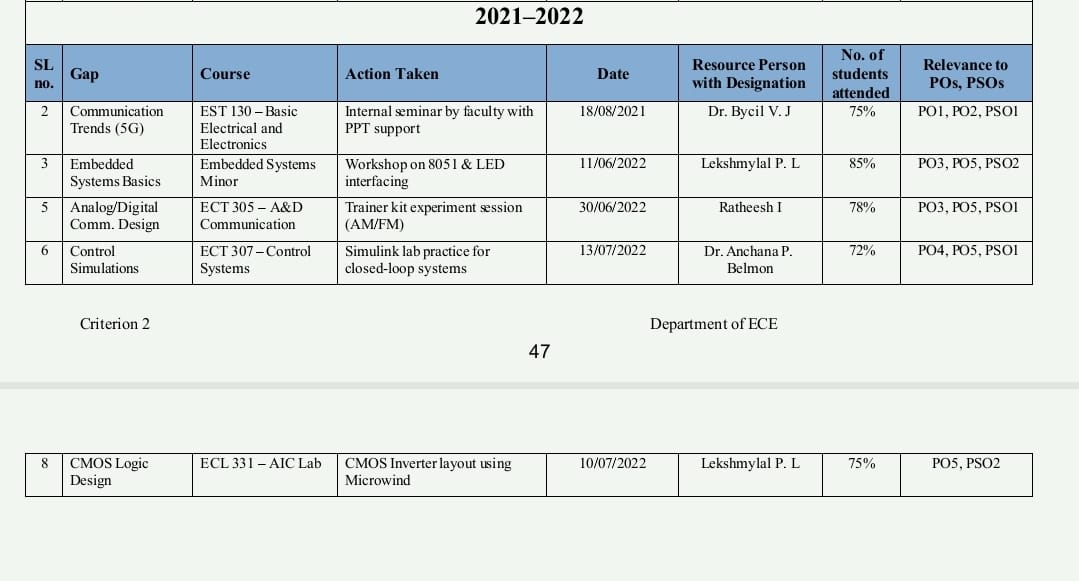 2021–2022
SL no. | Gap | Course | Action Taken | Date | Resource Person with Designation | No. of students attended | Relevance to POs, PSOs
2 | Communication Trends (5G) | EST 130 – Basic Electrical and Electronics | Internal seminar by faculty with PPT support | 18/08/2021 | Dr. Bycil V. J | 75% | PO1, PO2, PSO1
3 | Embedded Systems Basics | Embedded Systems Minor | Workshop on 8051 & LED interfacing | 11/06/2022 | Lekshmylal P. L | 85% | PO3, PO5, PSO2
5 | Analog/Digital Comm. Design | ECT 305 – A&D Communication | Trainer kit experiment session (AM/FM) | 30/06/2022 | Ratheesh I | 78% | PO3, PO5, PSO1
6 | Control Simulations | ECT 307 – Control Systems | Simulink lab practice for closed-loop systems | 13/07/2022 | Dr. Anchana P. Belmon | 72% | PO4, PO5, PSO1
Criterion 2 Department of ECE
47
8 | CMOS Logic Design | ECL 331 – AIC Lab | CMOS Inverter layout using Microwind | 10/07/2022 | Lekshmylal P. L | 75% | PO5, PSO2